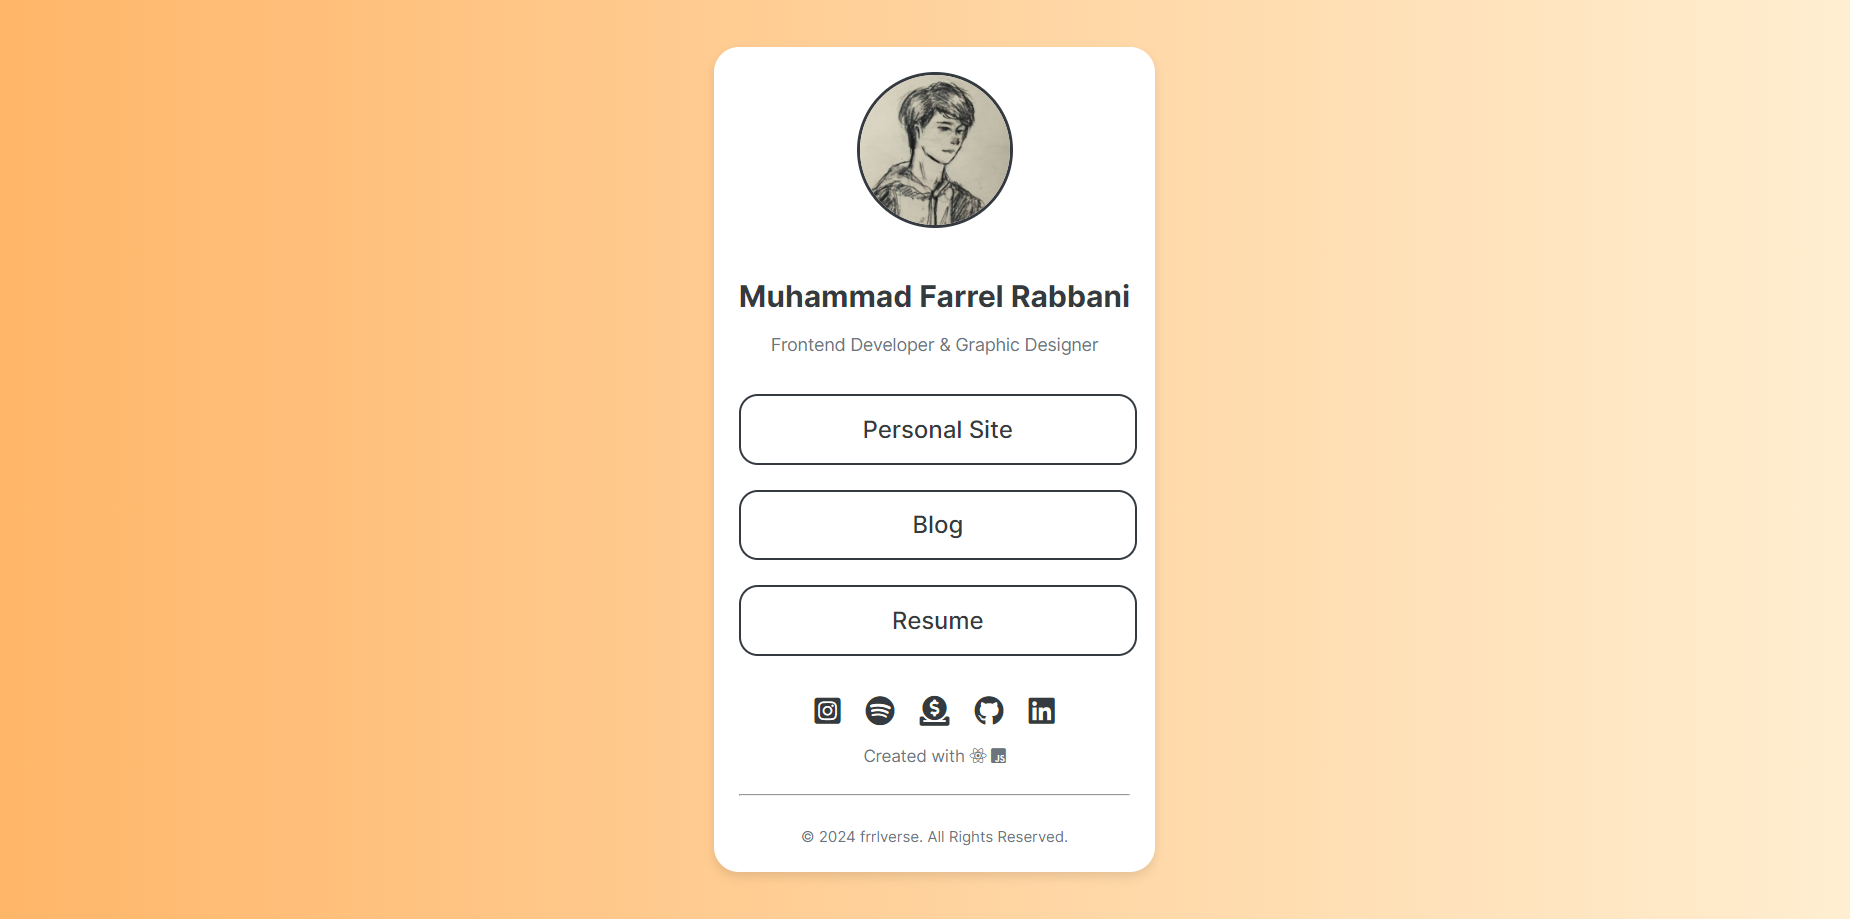 Muhammad Farrel Rabbani
Frontend Developer & Graphic Designer
Personal Site
Blog
Resume
$ in
Created with JS
© 2024 frrlverse. All Rights Reserved.